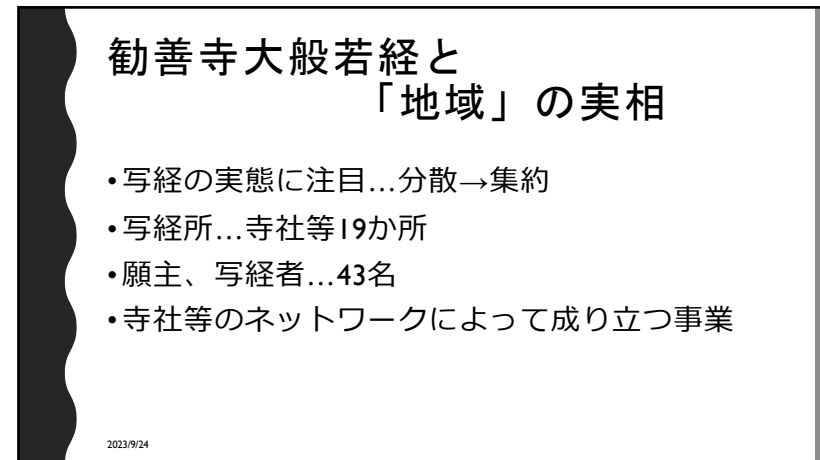 勧善寺大般若経と
「地域」の実相
•写経の実態に注目…分散→集約
•写経所…寺社等19か所
•願主、写経者…43名
•寺社等のネットワークによって成り立つ事業
2023/9/24